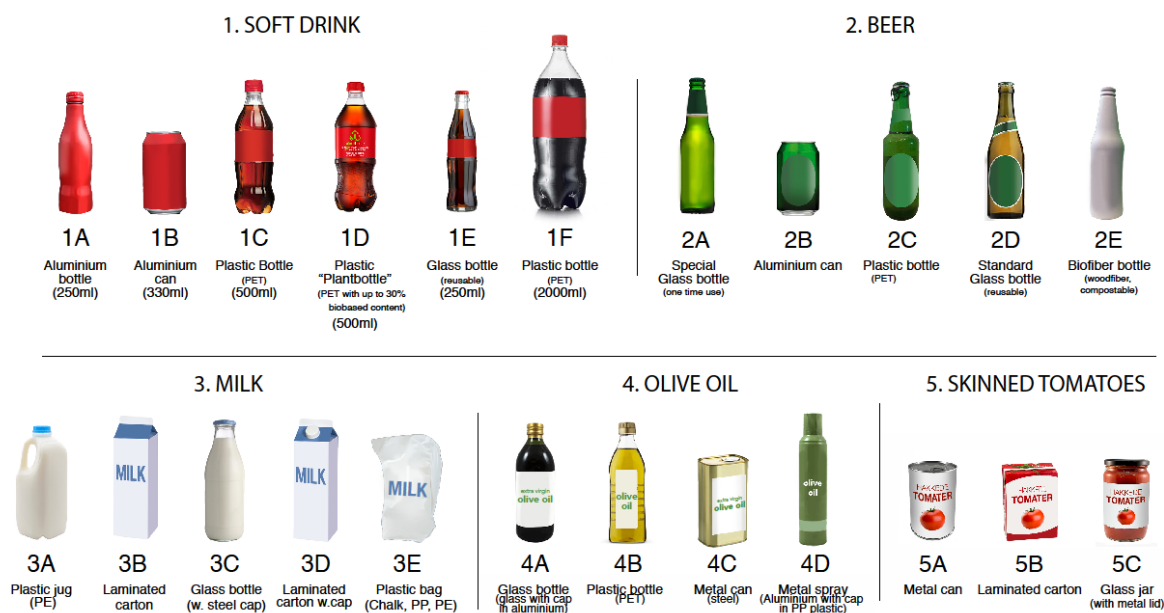 1. SOFT DRINK
1A
Aluminium
bottle
(250ml)
1B
Aluminium
can
(330ml)
1C
Plastic Bottle
(PET)
(500ml)
1D
Plastic
“Plantbottle”
(PET with up to 30%
biobased content)
(500ml)
1E
Glass bottle
(reusable)
(250ml)
1F
Plastic bottle
(PET)
(2000ml)
2. BEER
2A
Special
Glass bottle
(one time use)
2B
Aluminium can
2C
Plastic bottle
(PET)
2D
Standard
Glass bottle
(reusable)
2E
Biofiber bottle
(woodfiber,
compostable)
3. MILK
3A
Plastic jug
(PE)
MILK
3B
Laminated
carton
3C
Glass bottle
(w. steel cap)
MILK
3D
Laminated
carton w.cap
MILK
3E
Plastic bag
(Chalk, PP, PE)
4. OLIVE OIL
extra virgin
olive oil
4A
Glass bottle
(glass with cap
in aluminium)
olive
oil
4B
Plastic bottle
(PET)
extra virgin
olive oil
4C
Metal can
(steel)
olive
oil
4D
Metal spray
(Aluminium with cap
in PP plastic)
5. SKINNED TOMATOES
HAKKEDE
TOMATER
5A
Metal can
HAKKEDE
TOMATER
5B
Laminated carton
HAKKEDE
TOMATER
5C
Glass jar
(with metal lid)